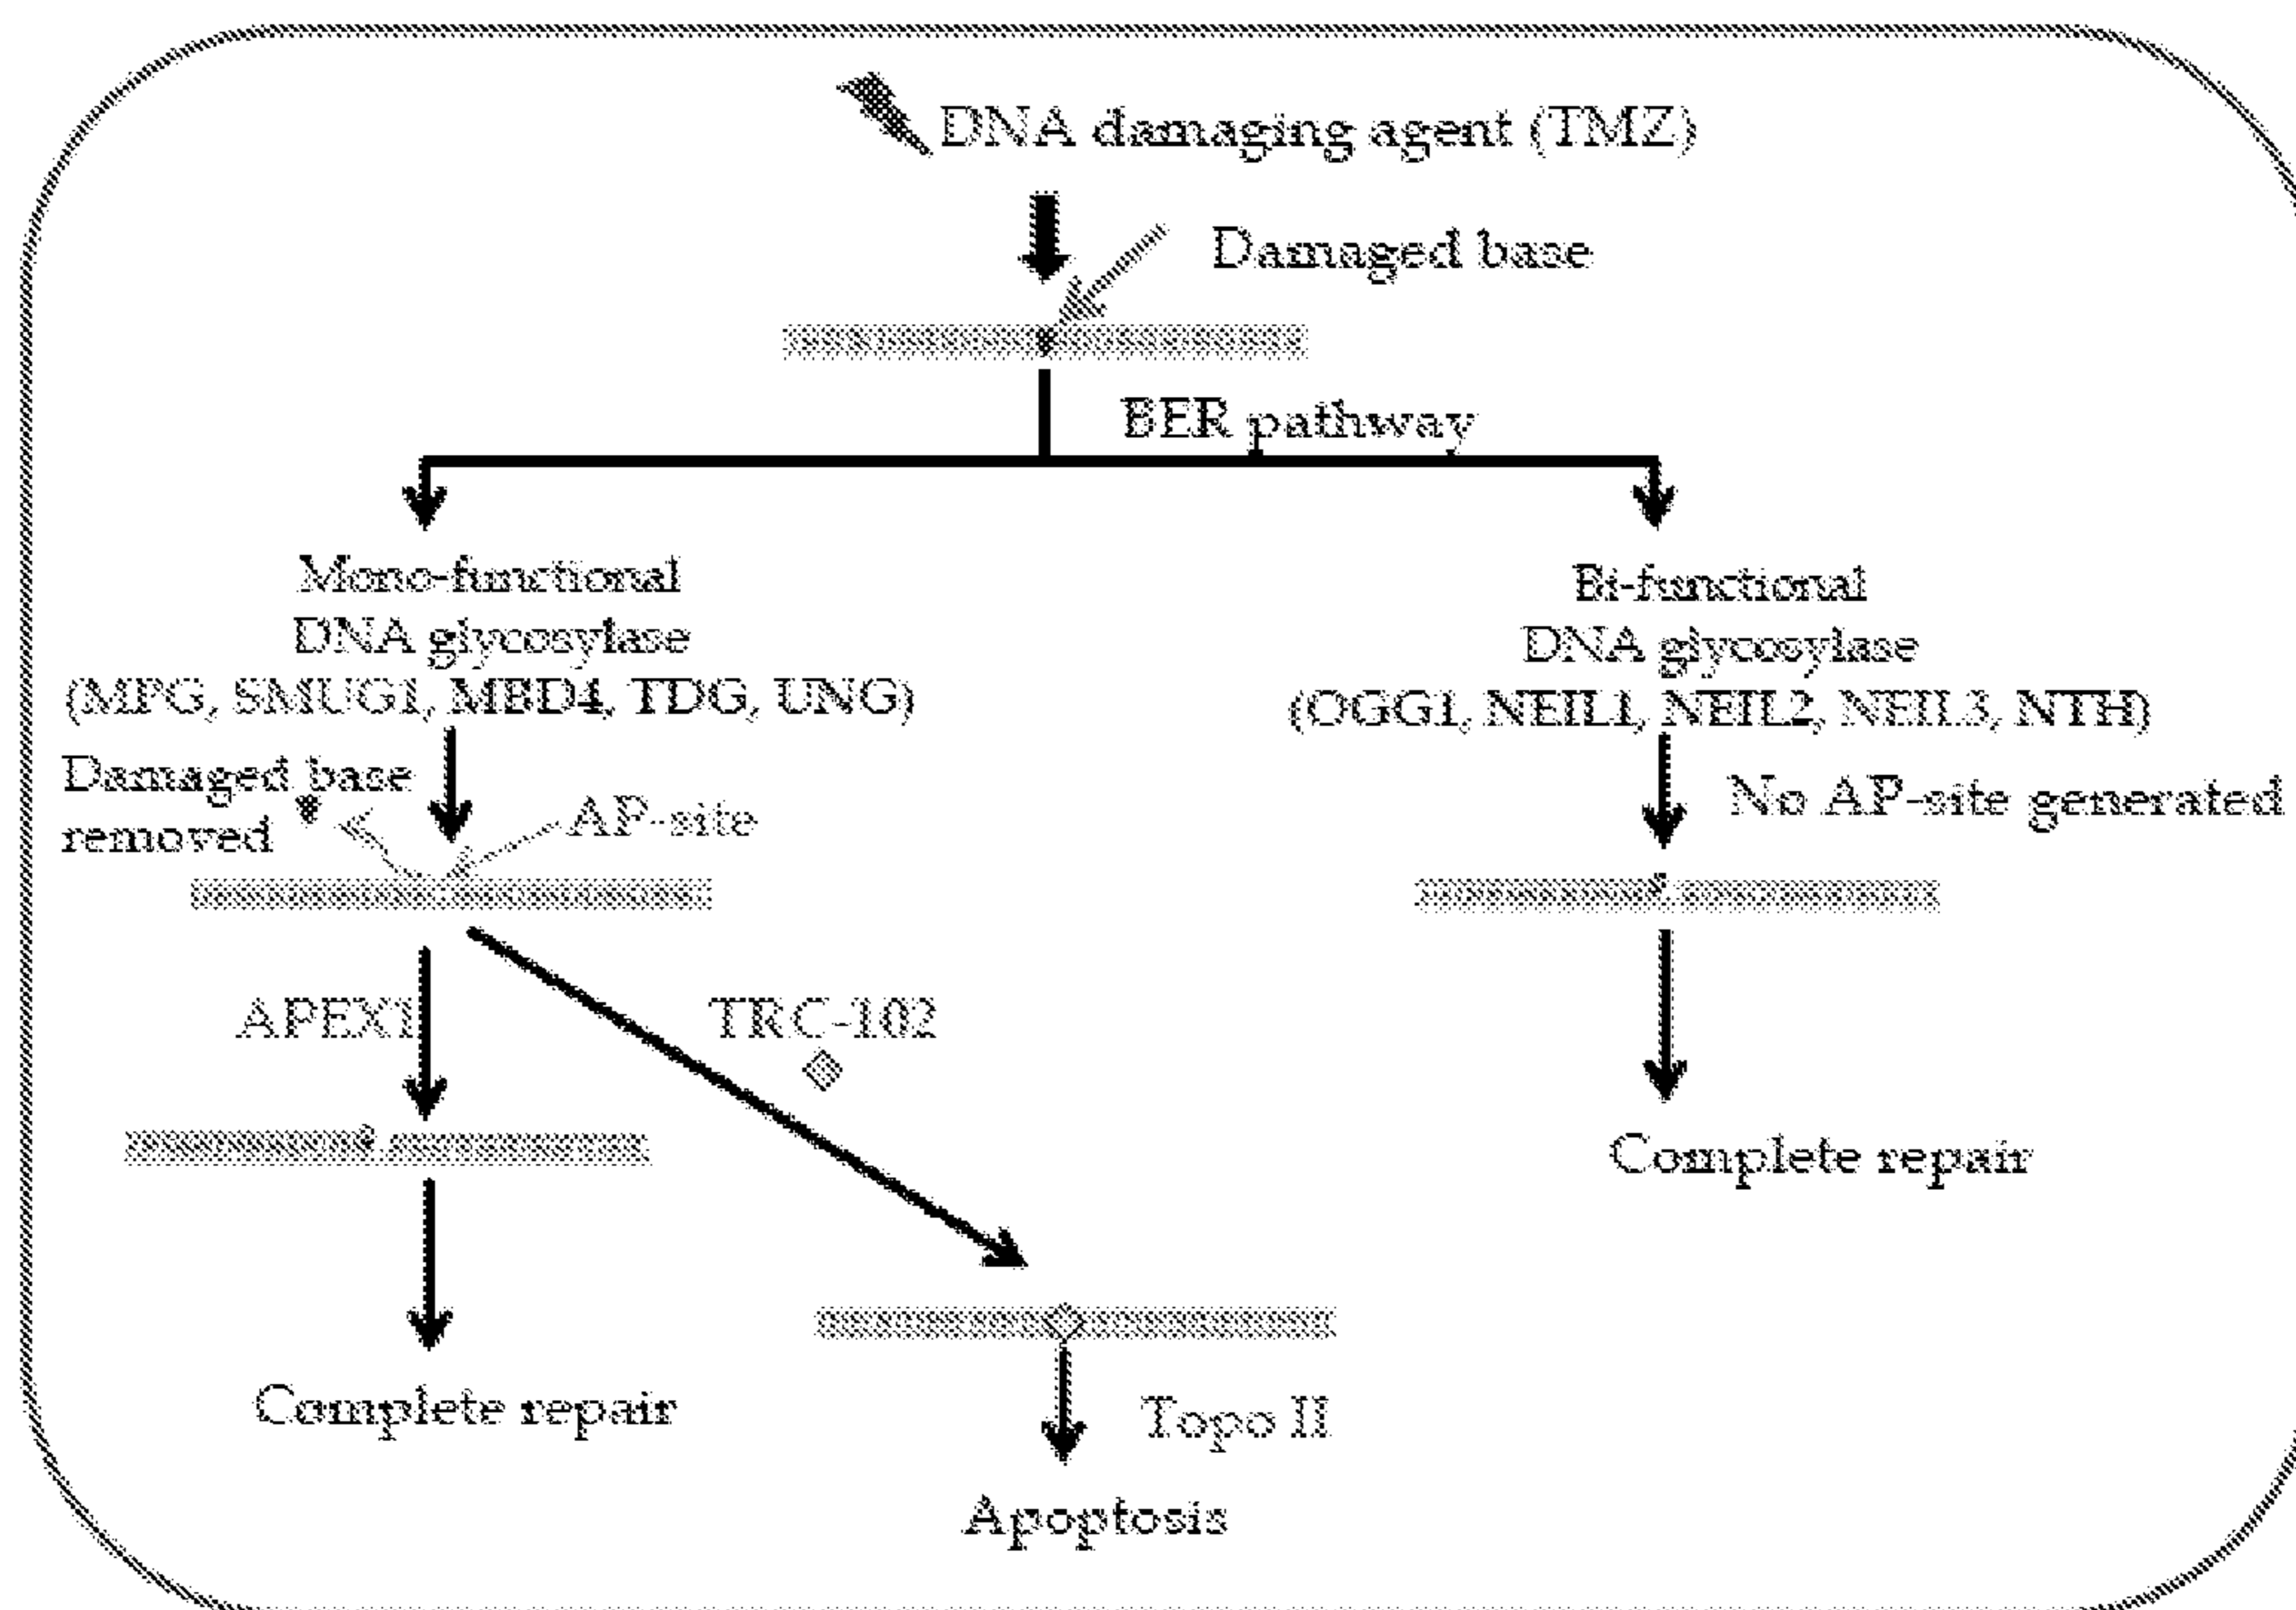 DNA damaging agent (TMZ)
Damaged base
BER pathway
Mono-functional
DNA glycosylase
(MPG, SMUG1, MBD4, TDG, UNG)
Bi-functional
DNA glycosylase
(OGG1, NEIL1, NEIL2, NEIL3, NTH)
Damaged base
removed
AP-site
No AP-site generated
APEX1
TRC-102
Complete repair
Complete repair
Topo II
Apoptosis